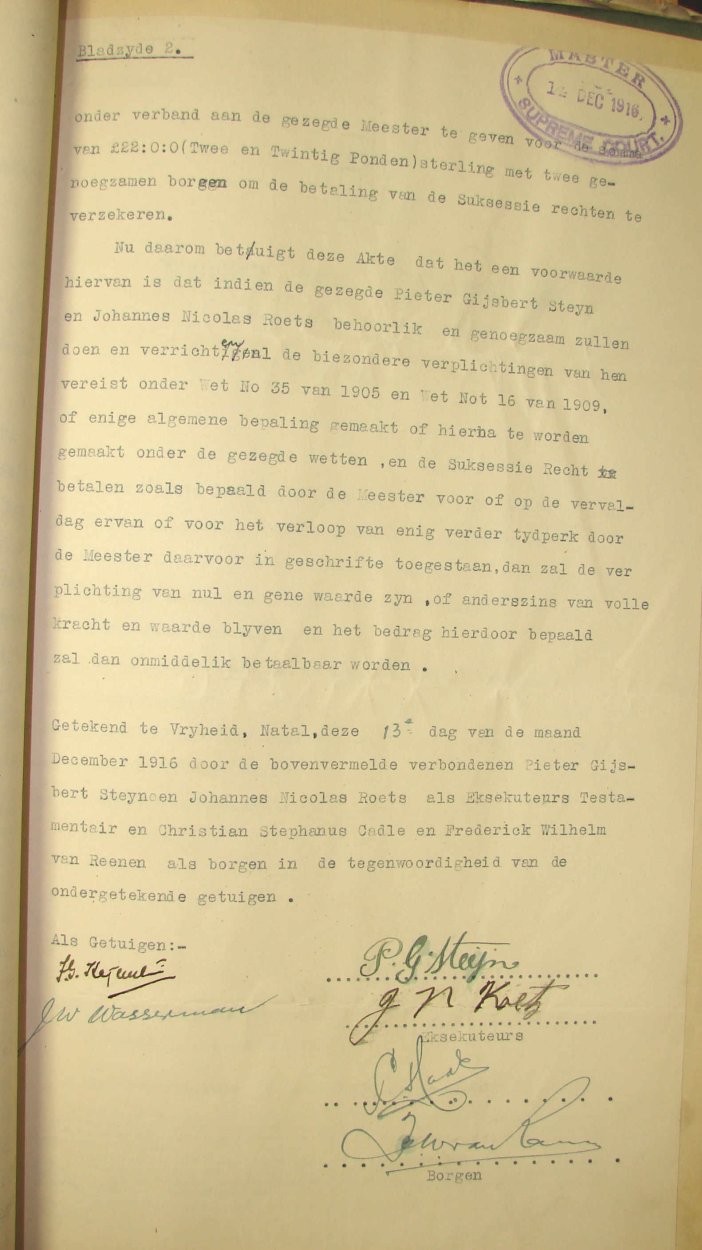 Bladzyde 2.
MASTER
12 DEC 1916.
SUPREME COURT.
onder verband aan de gezegde Meester te geven voor de somma
van £22:0:0(Twee en Twintig Ponden)sterling met twee ge-
noegzamen borgen om de betaling van de Suksessie rechten te
verzekeren.
Nu daarom betuigt deze Akte dat het een voorwaarde
hiervan is dat indien de gezegde Pieter Gijsbert Steyn
en Johannes Nicolas Roets behoorlik en genoegzaam zullen
doen en verrichten al de biezondere verplichtingen van hen
vereist onder Wet No 35 van 1905 en Wet Not 16 van 1909,
of enige algemene bepaling gemaakt of hierna te worden
gemaakt onder de gezegde wetten ,en de Suksessie Recht te
betalen zoals bepaald door de Meester voor of op de verval-
dag ervan of voor het verloop van enig verder tydperk door
de Meester daarvoor in geschrifte toegestaan,dan zal de ver
plichting van nul en gene waarde zyn ,of anderszins van volle
kracht en waarde blyven en het bedrag hierdoor bepaald
zal dan onmiddelik betaalbaar worden .
Getekend te Vryheid, Natal,deze 13e dag van de maand
December 1916 door de bovenvermelde verbondenen Pieter Gijs-
bert Steyn en Johannes Nicolas Roets als Eksekuteurs Testa-
mentair en Christian Stephanus Cadle en Frederick Wilhelm
van Reenen als borgen in de tegenwoordigheid van de
ondergetekende getuigen .
Als Getuigen:-
P. G. Steijn
J W Wasserman
J N Roets
Eksekuteurs
Borgen